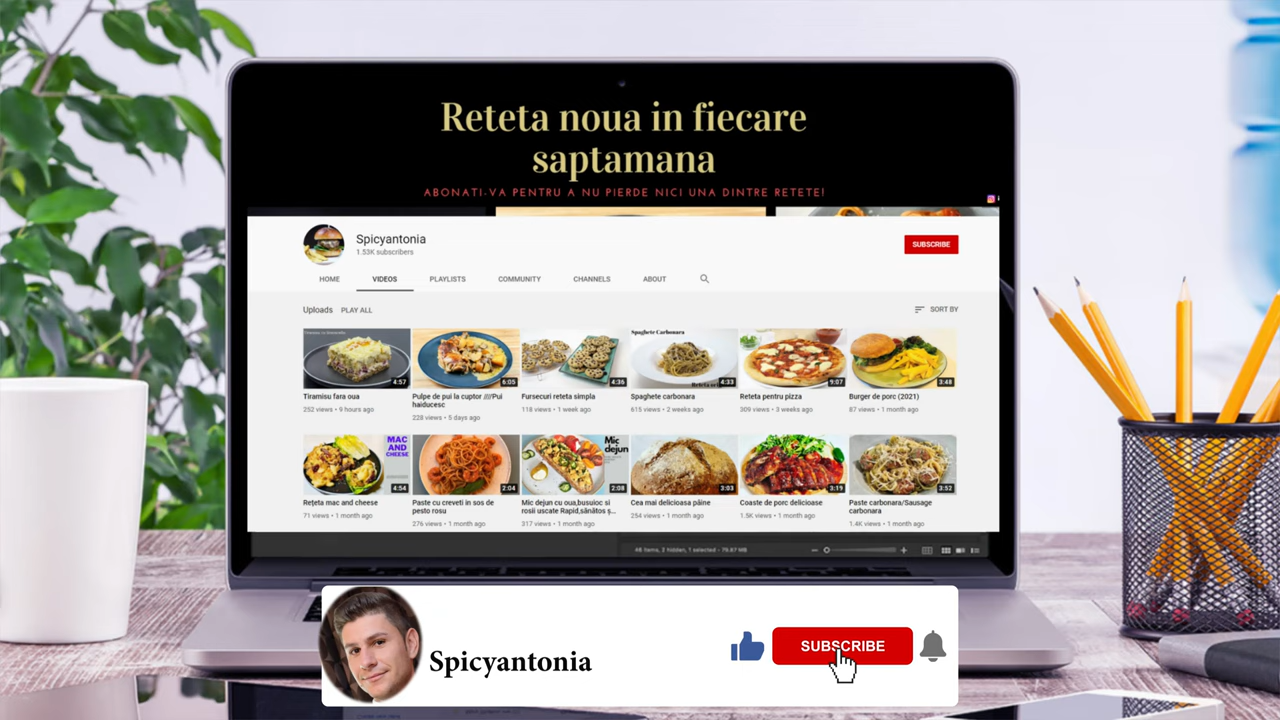 Reteta noua in fiecare
saptamana
ABONATI-VA PENTRU A NU PIERDE NICI UNA DINTRE RETETE!
Spicyantonia
1.53K subscribers
SUBSCRIBE
HOME VIDEOS PLAYLISTS COMMUNITY CHANNELS ABOUT
Uploads PLAY ALL SORT BY
Spaghete Carbonara
4:57 6:05 4:36 4:33 9:07 3:48
Tiramisu fara oua
252 views • 9 hours ago
Pulpe de pui la cuptor ///Pui
haiducesc
228 views • 5 days ago
Fursecuri reteta simpla
118 views • 1 week ago
Spaghete carbonara
615 views • 2 weeks ago
Reteta pentru pizza
309 views • 3 weeks ago
Burger de porc (2021)
87 views • 1 month ago
MAC
AND
CHEESE
Mic
dejun
4:54 2:04 2:08 3:03 3:19 3:52
Rețeta mac and cheese
71 views • 1 month ago
Paste cu creveti in sos de
pesto rosu
276 views • 1 month ago
Mic dejun cu oua,busuioc si
rosii uscate Rapid,sănătos ș...
317 views • 1 month ago
Cea mai delicioasa pâine
254 views • 1 month ago
Coaste de porc delicioase
1.5K views • 1 month ago
Paste carbonara/Sausage
carbonara
1.4K views • 1 month ago
48 items, 2 hidden, 1 selected - 79.87 MB
Spicyantonia
SUBSCRIBE